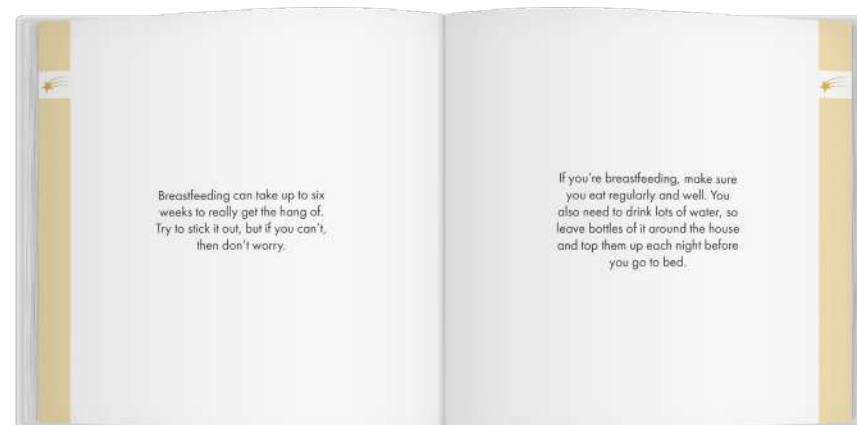 Breastfeeding can take up to six
weeks to really get the hang of.
Try to stick it out, but if you can't,
then don't worry.
If you're breastfeeding, make sure
you eat regularly and well. You
also need to drink lots of water, so
leave bottles of it around the house
and top them up each night before
you go to bed.